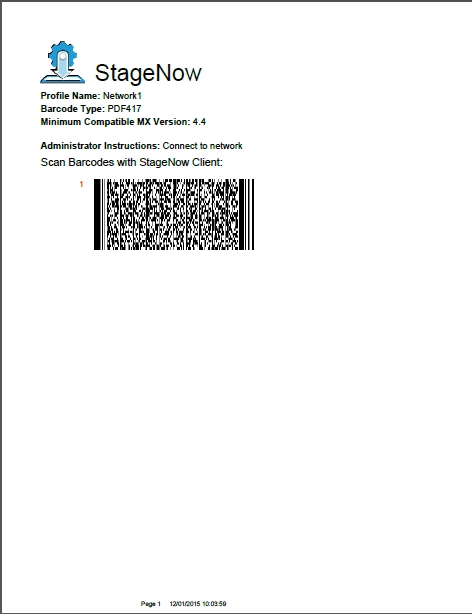 StageNow
Profile Name: Network1
Barcode Type: PDF417
Minimum Compatible MX Version: 4.4
Administrator Instructions: Connect to network
Scan Barcodes with StageNow Client:
1
Page 1 12/01/2015 10:03:59